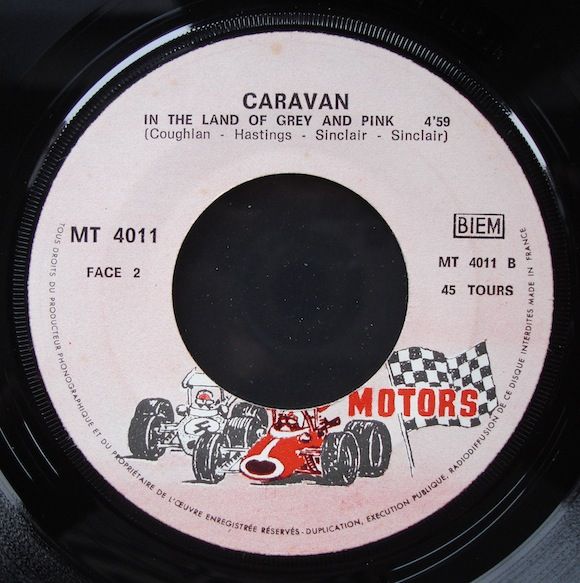 CARAVAN
IN THE LAND OF GREY AND PINK 4'59
(Coughlan - Hastings - Sinclair - Sinclair)
MT 4011
FACE 2
BIEM
MT 4011 B
45 TOURS
MOTORS
TOUS DROITS DU PRODUCTEUR PHONOGRAPHIQUE ET DU PROPRIÉTAIRE DE L'ŒUVRE ENREGISTRÉE RÉSERVÉS - DUPLICATION, EXÉCUTION PUBLIQUE, RADIODIFFUSION DE CE DISQUE INTERDITES MADE IN FRANCE